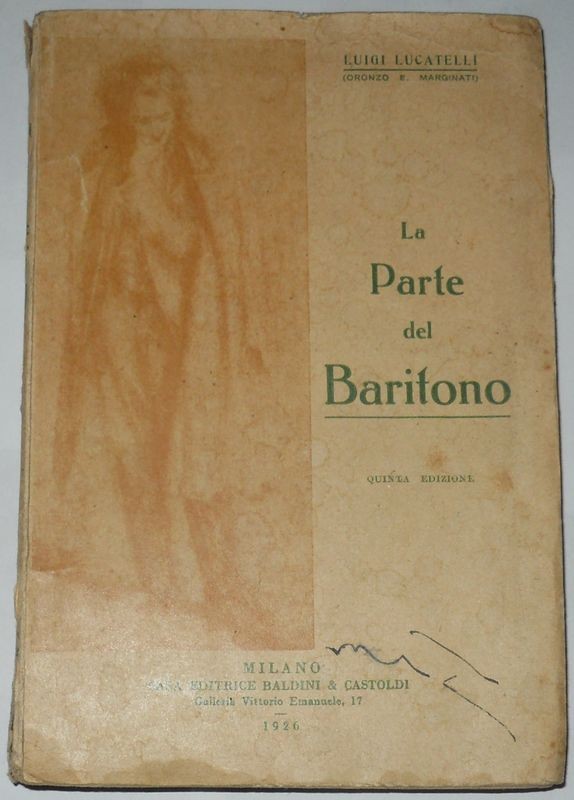 LUIGI LUCATELLI
(ORONZO E. MARGINATI)
La
Parte
del
Baritono
QUINTA EDIZIONE
MILANO
CASA EDITRICE BALDINI & CASTOLDI
Galleria Vittorio Emanuele, 17
1926